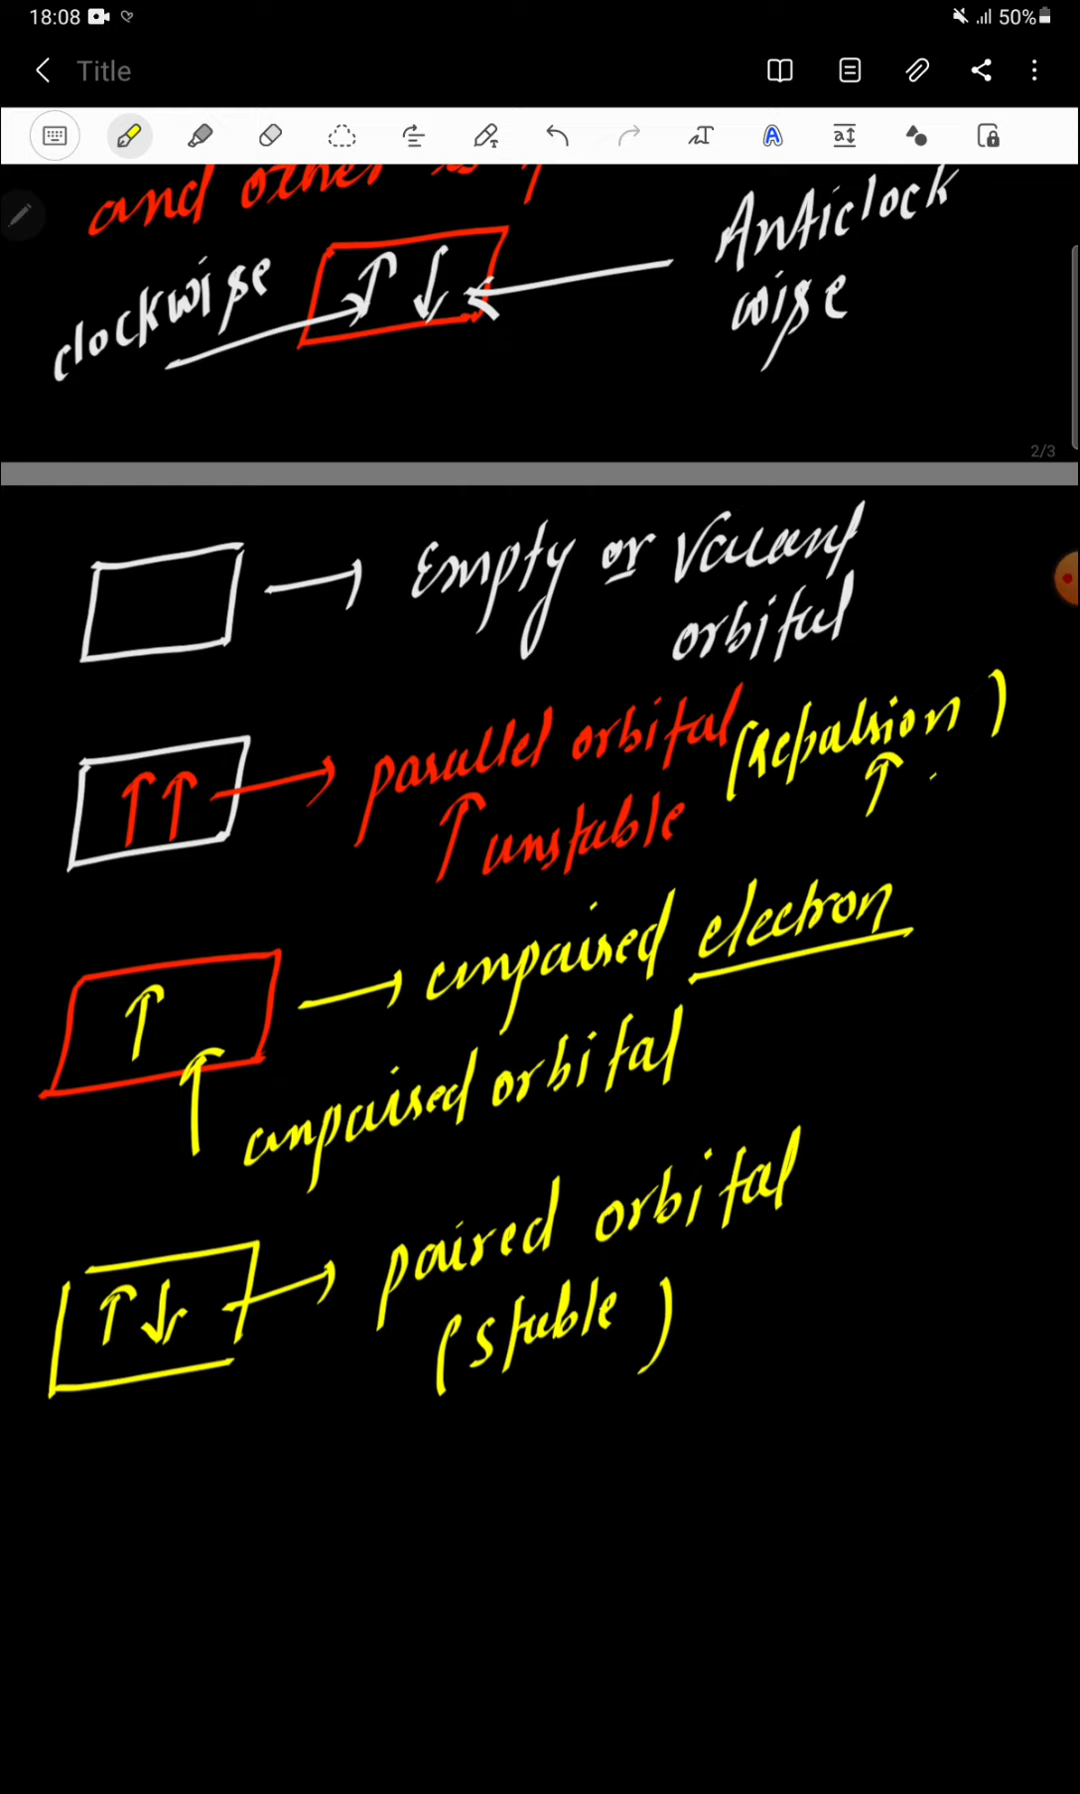 18:08
50%
Title
and other is
clockwise ↑↓ Anticlock
wise
2/3
→ Empty or Vacant
orbital
↑↑ → parallel orbital (repulsion)
↑ unstable ↑
↑ → unpaired electron
↑ unpaired orbital
↑↓ → paired orbital
(stable)